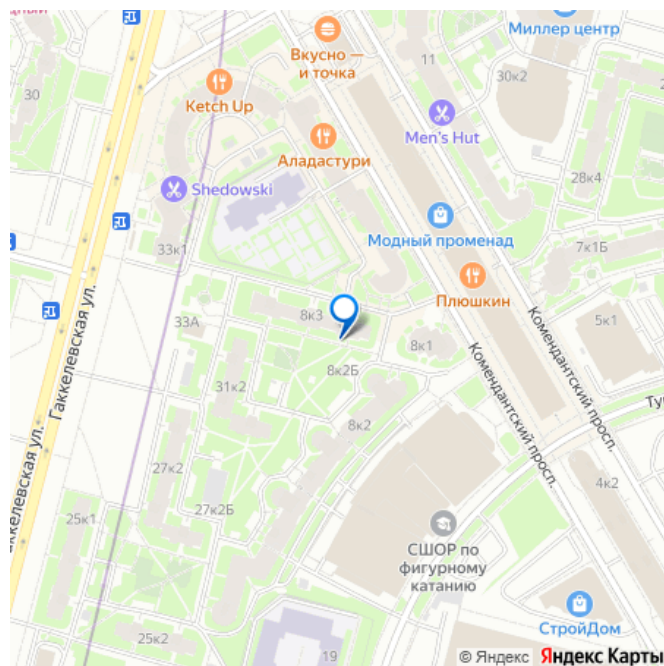 Миллер центр
Вкусно —
и точка
11
30к2
30
Ketch Up
Men's Hut
Аладастури
28к4
Shedowski
Модный променад
7к1Б
33к1
Плюшкин
Комендантский просп.
8к3
5к1
33А
8к1
Гаккелевская ул.
Комендантский просп.
8к2Б
31к2
8к2
27к2
4к2
27к2Б
25к1
СШОР по
фигурному
катанию
СтройДом
25к2
19
© Яндекс Яндекс Карты